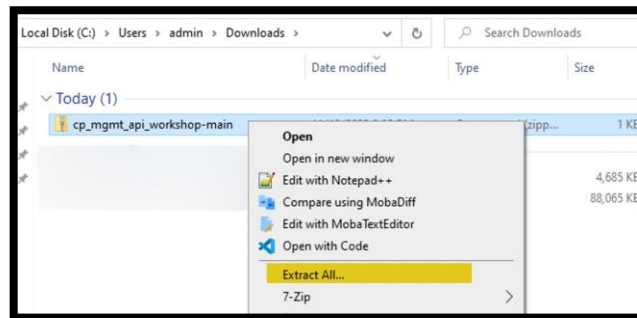 Local Disk (C:) > Users > admin > Downloads >
Search Downloads
Name Date modified Type Size
Today (1)
cp_mgmt_api_workshop-main (zipp... 1 KB
4,685 KB
88,065 KB
Open
Open in new window
Edit with Notepad++
Compare using MobaDiff
Edit with MobaTextEditor
Open with Code
Extract All...
7-Zip